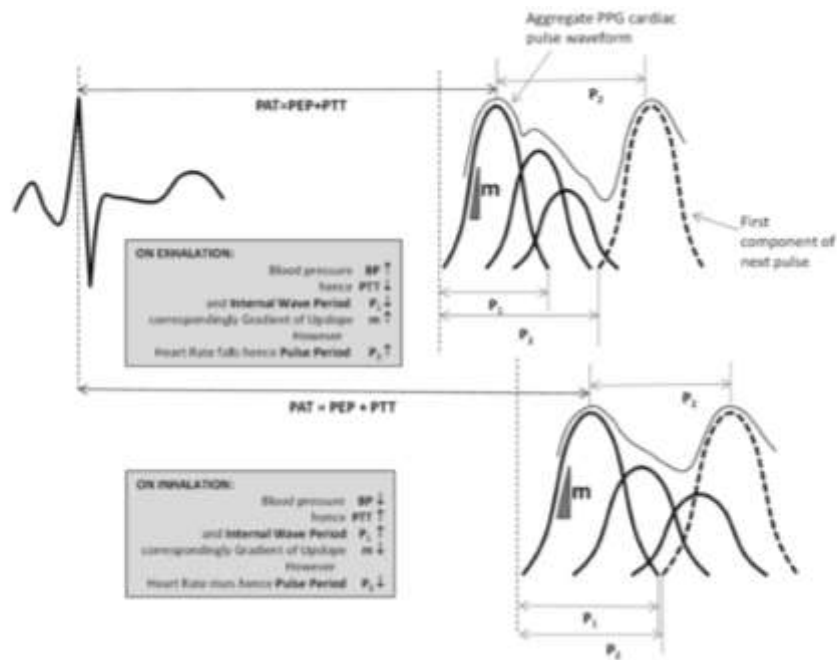 Aggregate PPG cardiac
pulse waveform
P₂
PAT=PEP+PTT
m
First
component of
next pulse
ON EXHALATION:
Blood pressure BP ↑
hence PTT ↓
and Internal Wave Period P₁ ↓
correspondingly Gradient of Upslope m ↑
However
Heart Rate falls hence Pulse Period P₂ ↑
P₁
P₂
PAT = PEP + PTT
P₂
m
ON INHALATION:
Blood pressure BP ↓
hence PTT ↑
and Internal Wave Period P₁ ↑
correspondingly Gradient of Upslope m ↓
However
Heart Rate rises hence Pulse Period P₂ ↓
P₁
P₂